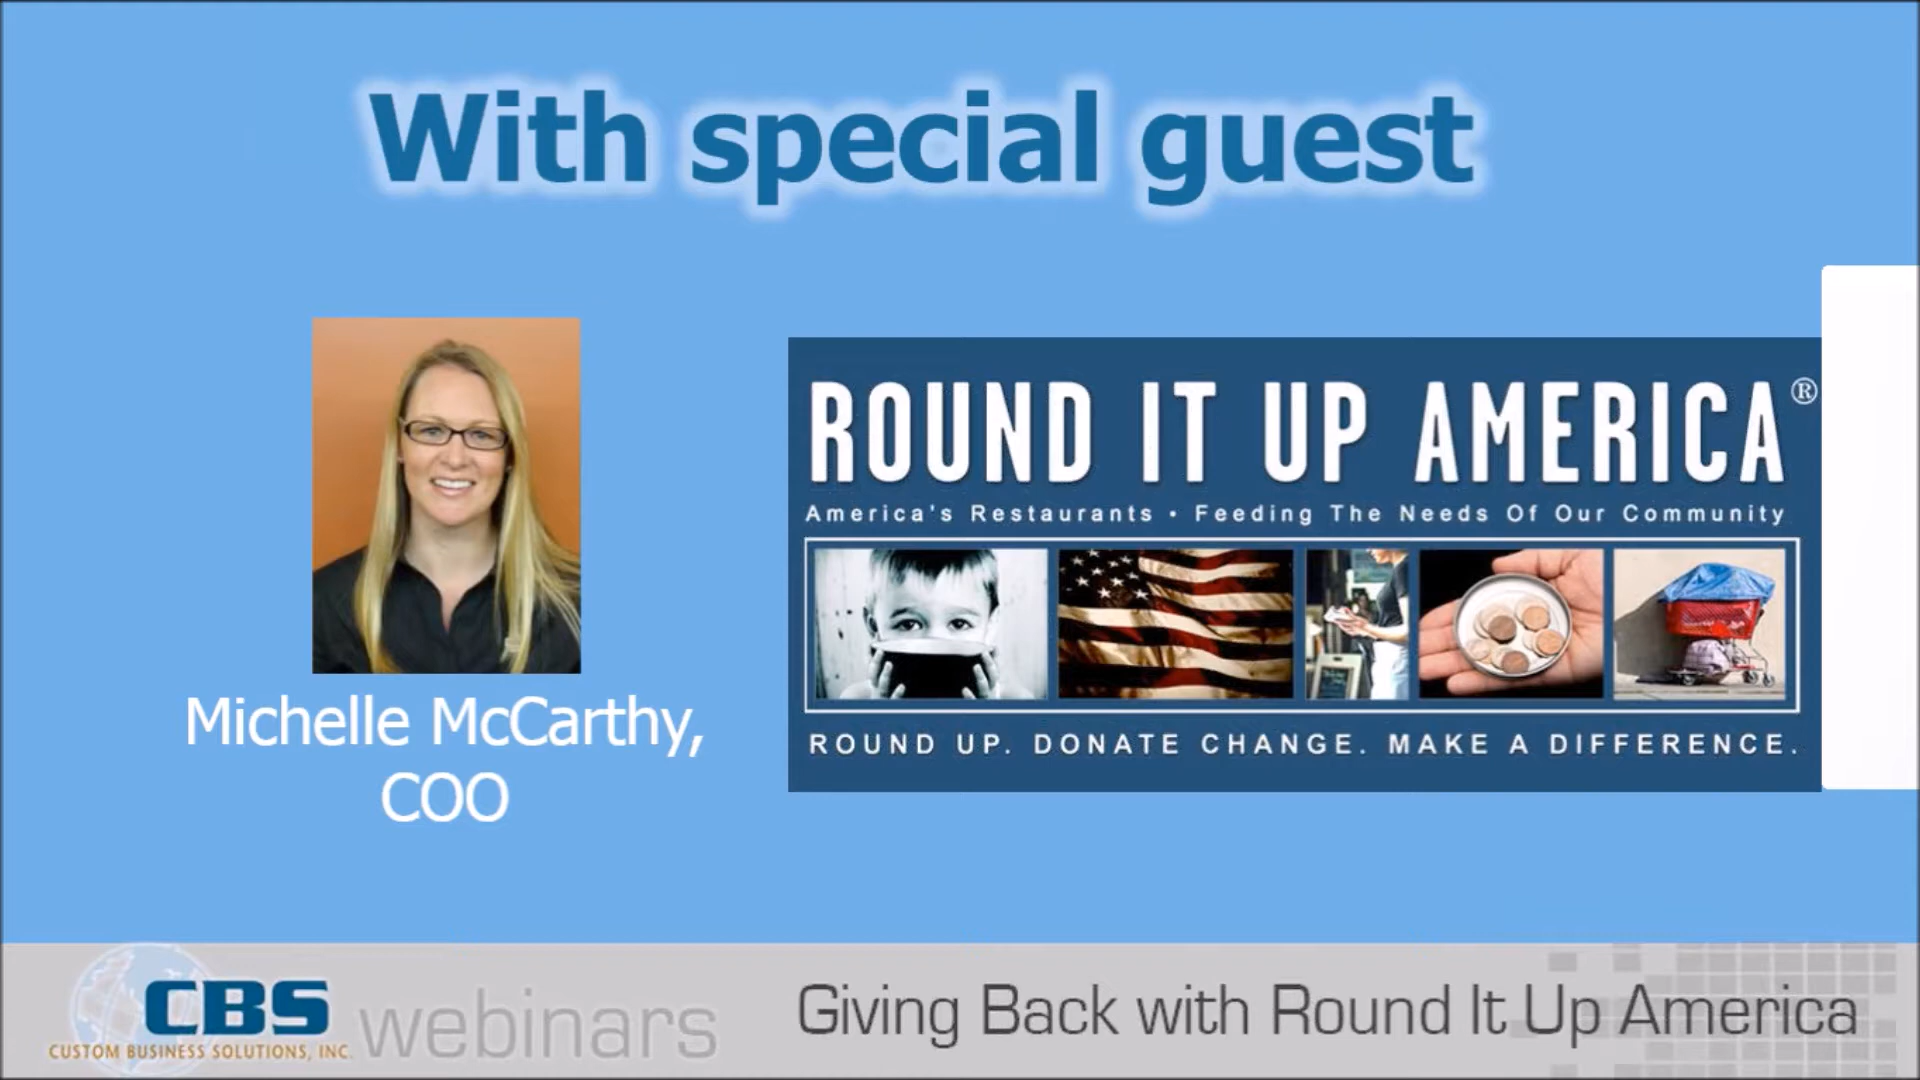 With special guest
Michelle McCarthy,
COO
ROUND IT UP AMERICA®
America's Restaurants • Feeding The Needs Of Our Community
ROUND UP. DONATE CHANGE. MAKE A DIFFERENCE.
CBS webinars
CUSTOM BUSINESS SOLUTIONS, INC.
Giving Back with Round It Up America